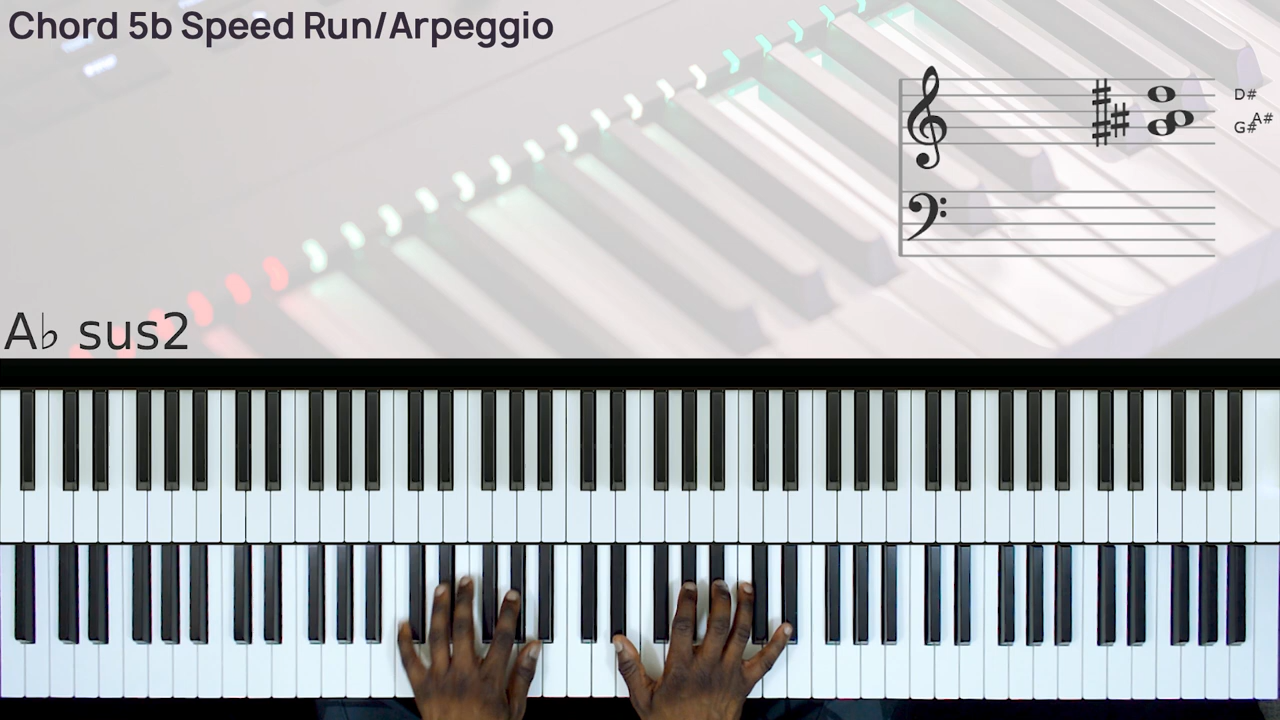 Chord 5b Speed Run/Arpeggio
D#
A#
G#
A♭ sus2